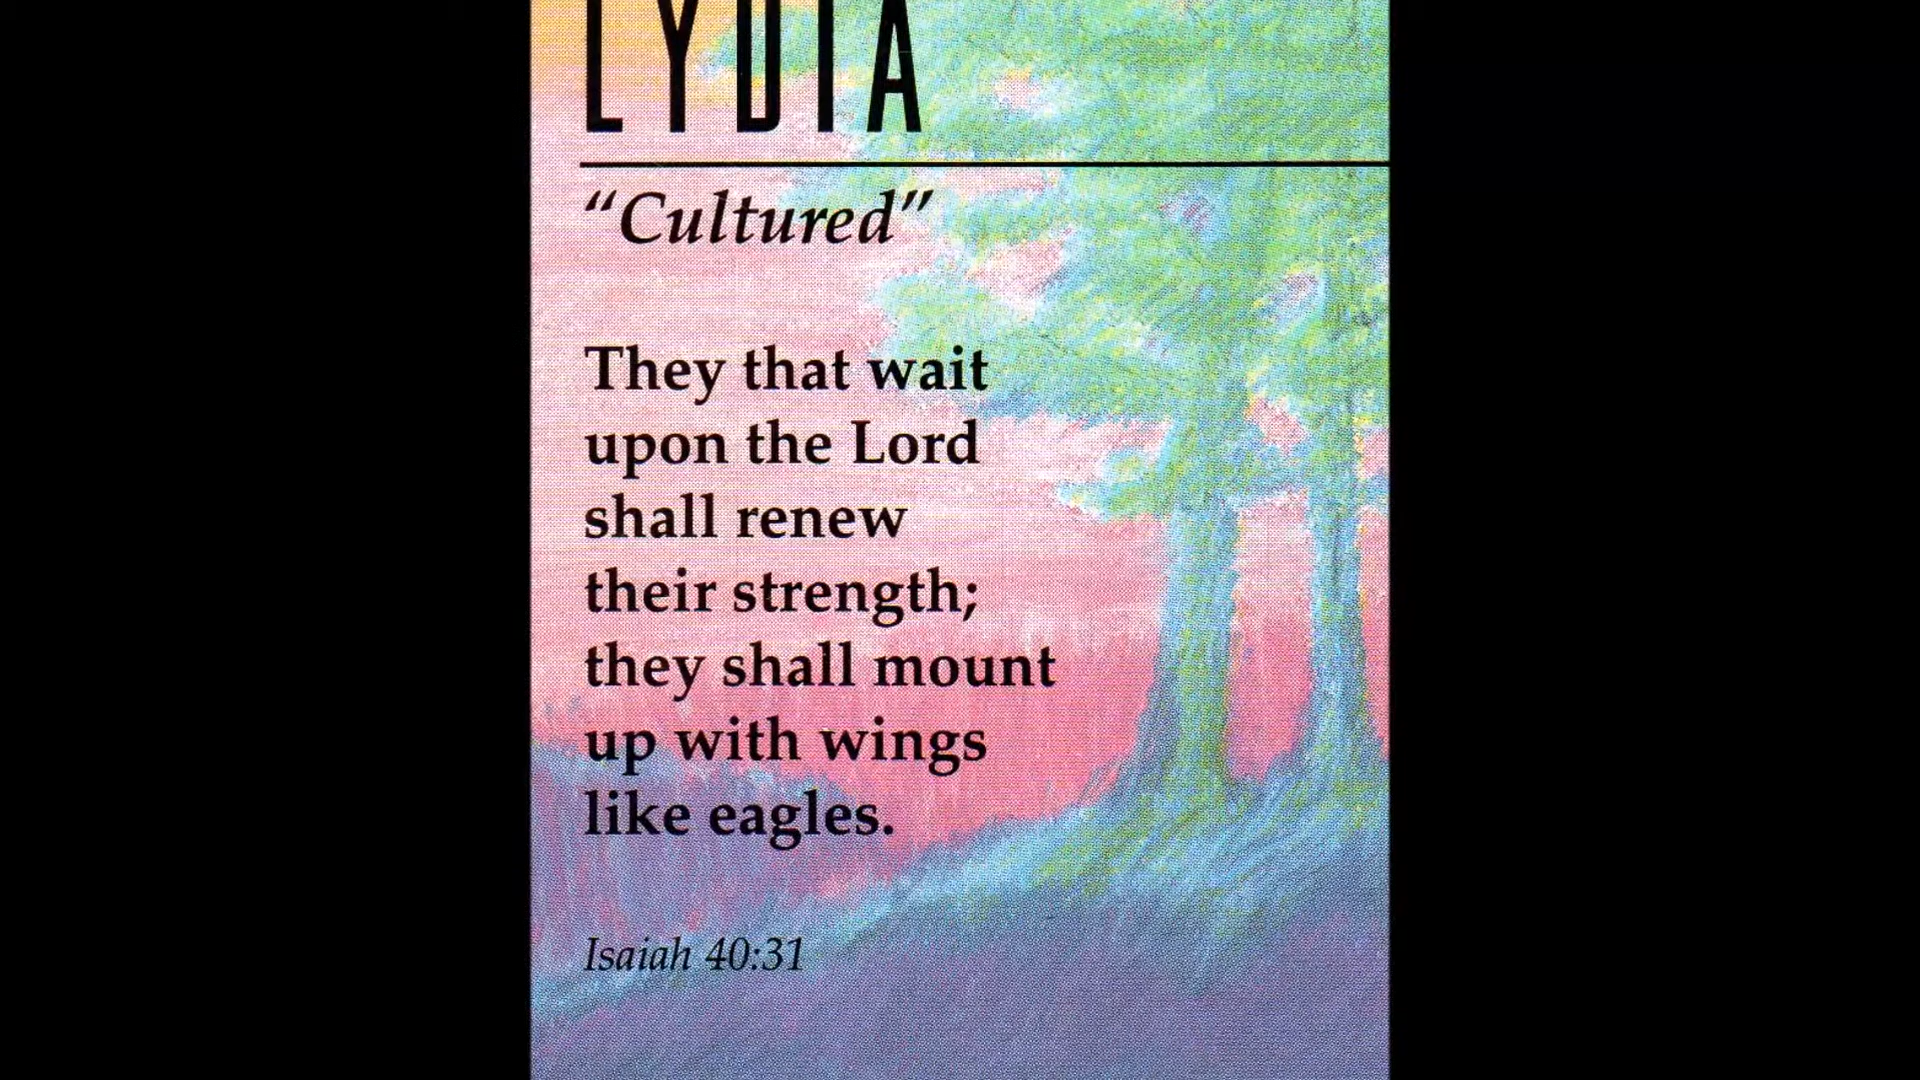 LYDIA
“Cultured”
They that wait
upon the Lord
shall renew
their strength;
they shall mount
up with wings
like eagles.
Isaiah 40:31